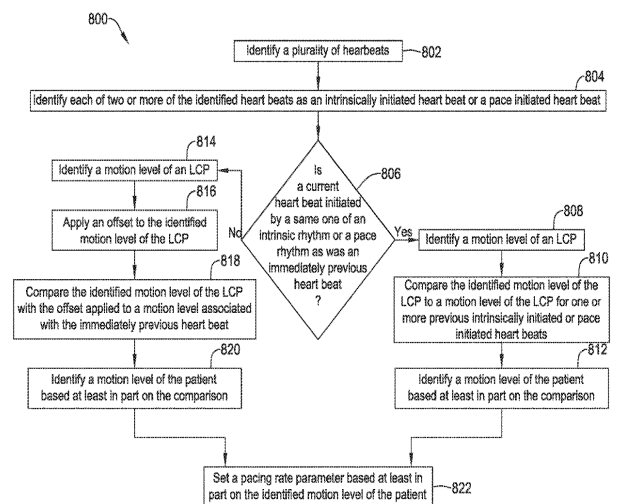 800
Identify a plurality of hearbeats
802
804
Identify each of two or more of the identified heart beats as an intrinsically initiated heart beat or a pace initiated heart beat
814
Identify a motion level of an LCP
816
Apply an offset to the identified
motion level of the LCP
818
Compare the identified motion level of the LCP
with the offset applied to a motion level associated
with the immediately previous heart beat
820
Identify a motion level of the patient
based at least in part on the comparison
806
Is
a current
heart beat initiated
by a same one of an
intrinsic rhythm or a pace
rhythm as was an
immediately previous
heart beat
?
No
Yes
808
Identify a motion level of an LCP
810
Compare the identified motion level of the
LCP to a motion level of the LCP for one or
more previous intrinsically initiated or pace
initiated heart beats
812
Identify a motion level of the patient
based at least in part on the comparison
Set a pacing rate parameter based at least in
part on the identified motion level of the patient
822